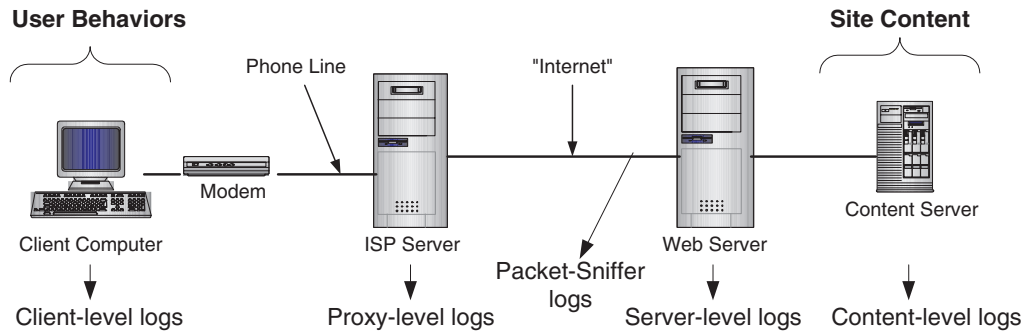 User Behaviors
Site Content
Phone Line
"Internet"
Modem
Client Computer
ISP Server
Web Server
Content Server
Packet-Sniffer
logs
Client-level logs
Proxy-level logs
Server-level logs
Content-level logs